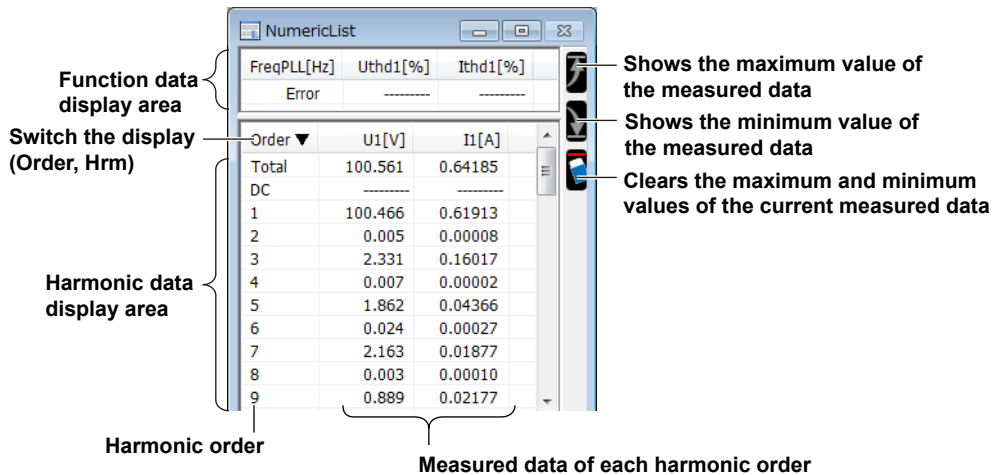 NumericList
Function data
display area
FreqPLL[Hz] Uthd1[%] Ithd1[%]
Error --------- ---------
Shows the maximum value of
the measured data
Shows the minimum value of
the measured data
Clears the maximum and minimum
values of the current measured data
Switch the display
(Order, Hrm)
Order ▼ U1[V] I1[A]
Total 100.561 0.64185
DC --------- ---------
1 100.466 0.61913
2 0.005 0.00008
3 2.331 0.16017
4 0.007 0.00002
5 1.862 0.04366
6 0.024 0.00027
7 2.163 0.01877
8 0.003 0.00010
9 0.889 0.02177
Harmonic data
display area
Harmonic order
Measured data of each harmonic order